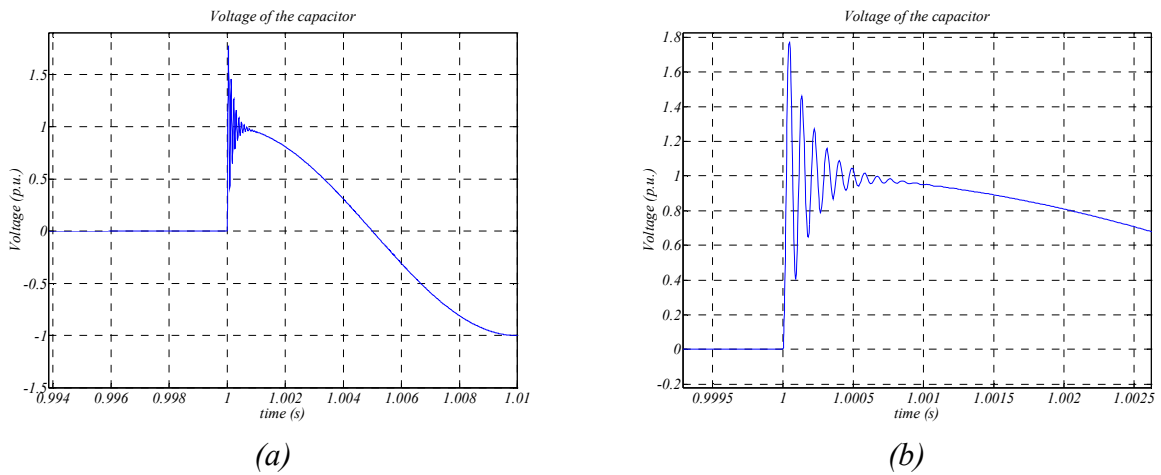 Voltage of the capacitor
Voltage (p.u.)
1.5
1
0.5
0
-0.5
-1
-1.5
0.994 0.996 0.998 1 1.002 1.004 1.006 1.008 1.01
time (s)
(a)
Voltage of the capacitor
Voltage (p.u.)
1.8
1.6
1.4
1.2
1
0.8
0.6
0.4
0.2
0
-0.2
0.9995 1 1.0005 1.001 1.0015 1.002 1.0025
time (s)
(b)